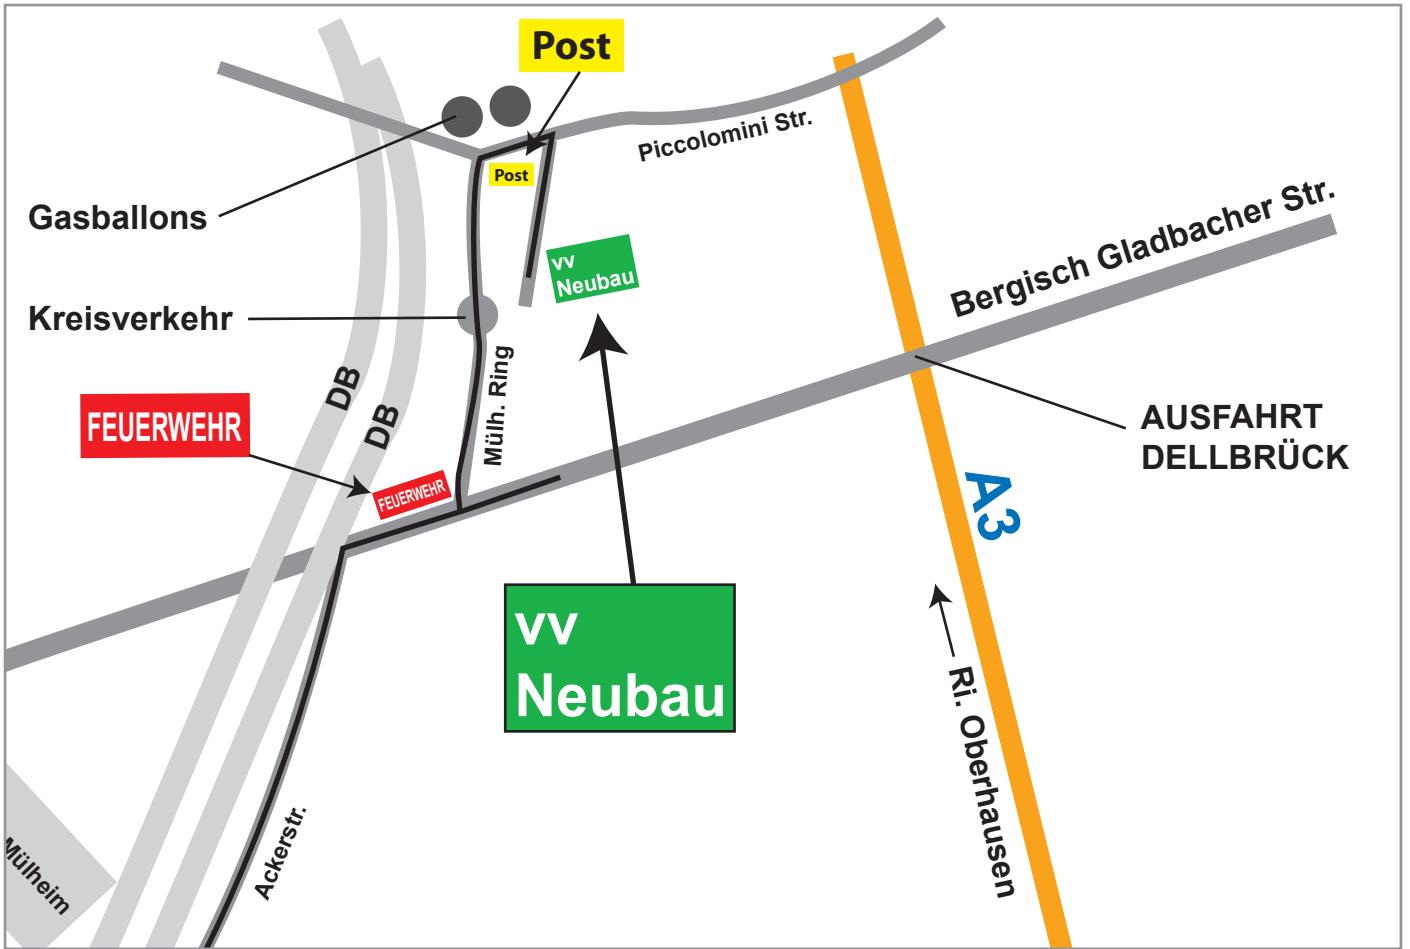 Post
Piccolomini Str.
Post
Gasballons
Bergisch Gladbacher Str.
vv
Neubau
Kreisverkehr
Mülh. Ring
DB
DB
FEUERWEHR
FEUERWEHR
AUSFAHRT
DELLBRÜCK
A3
vv
Neubau
Ri. Oberhausen
Ackerstr.
Mülheim